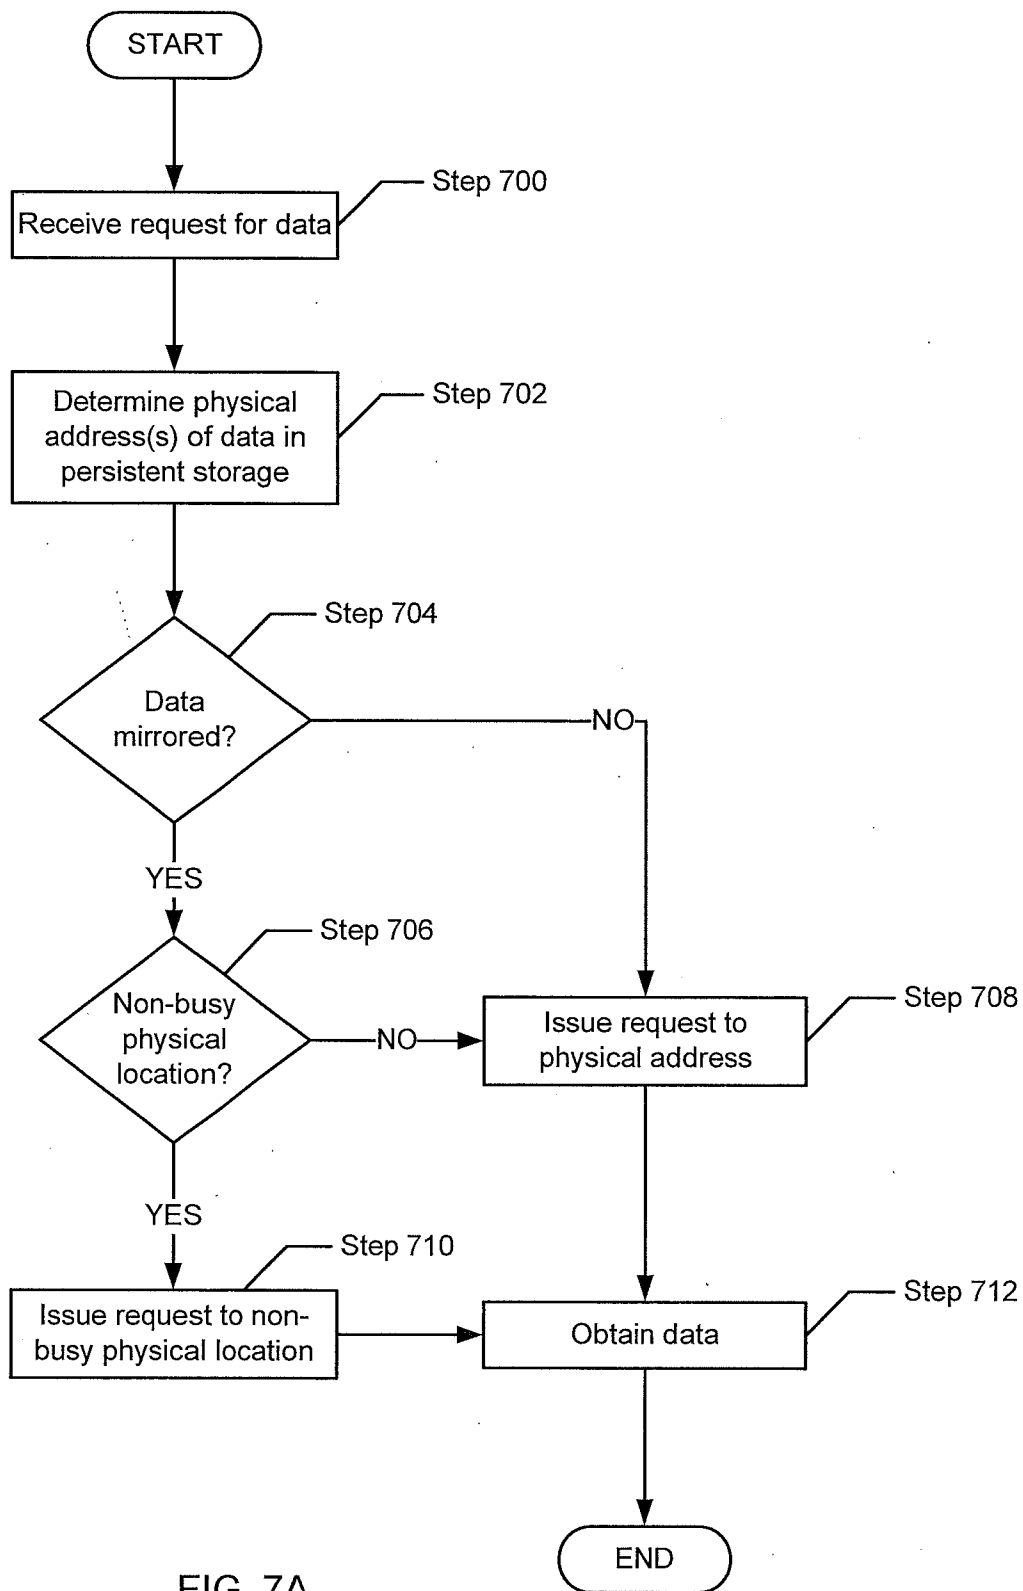 START
Step 700
Receive request for data
Step 702
Determine physical
address(s) of data in
persistent storage
Step 704
Data
mirrored?
NO
YES
Step 706
Non-busy
physical
location?
NO
Step 708
Issue request to
physical address
YES
Step 710
Issue request to non-
busy physical location
Step 712
Obtain data
END
FIG. 7A